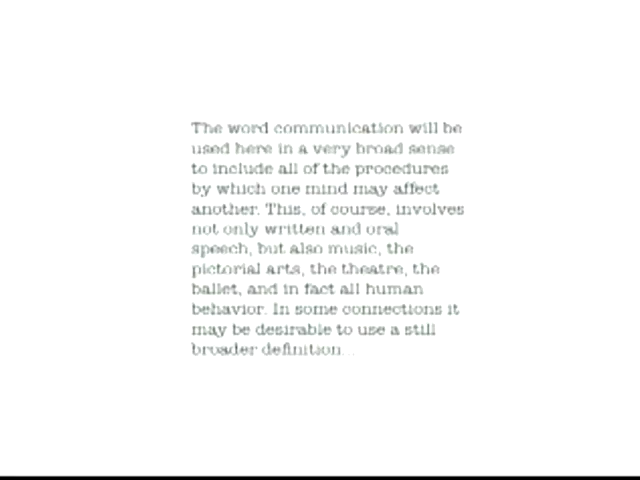 The word communication will be
used here in a very broad sense
to include all of the procedures
by which one mind may affect
another. This, of course, involves
not only written and oral
speech, but also music, the
pictorial arts, the theatre, the
ballet, and in fact all human
behavior. In some connections it
may be desirable to use a still
broader definition...